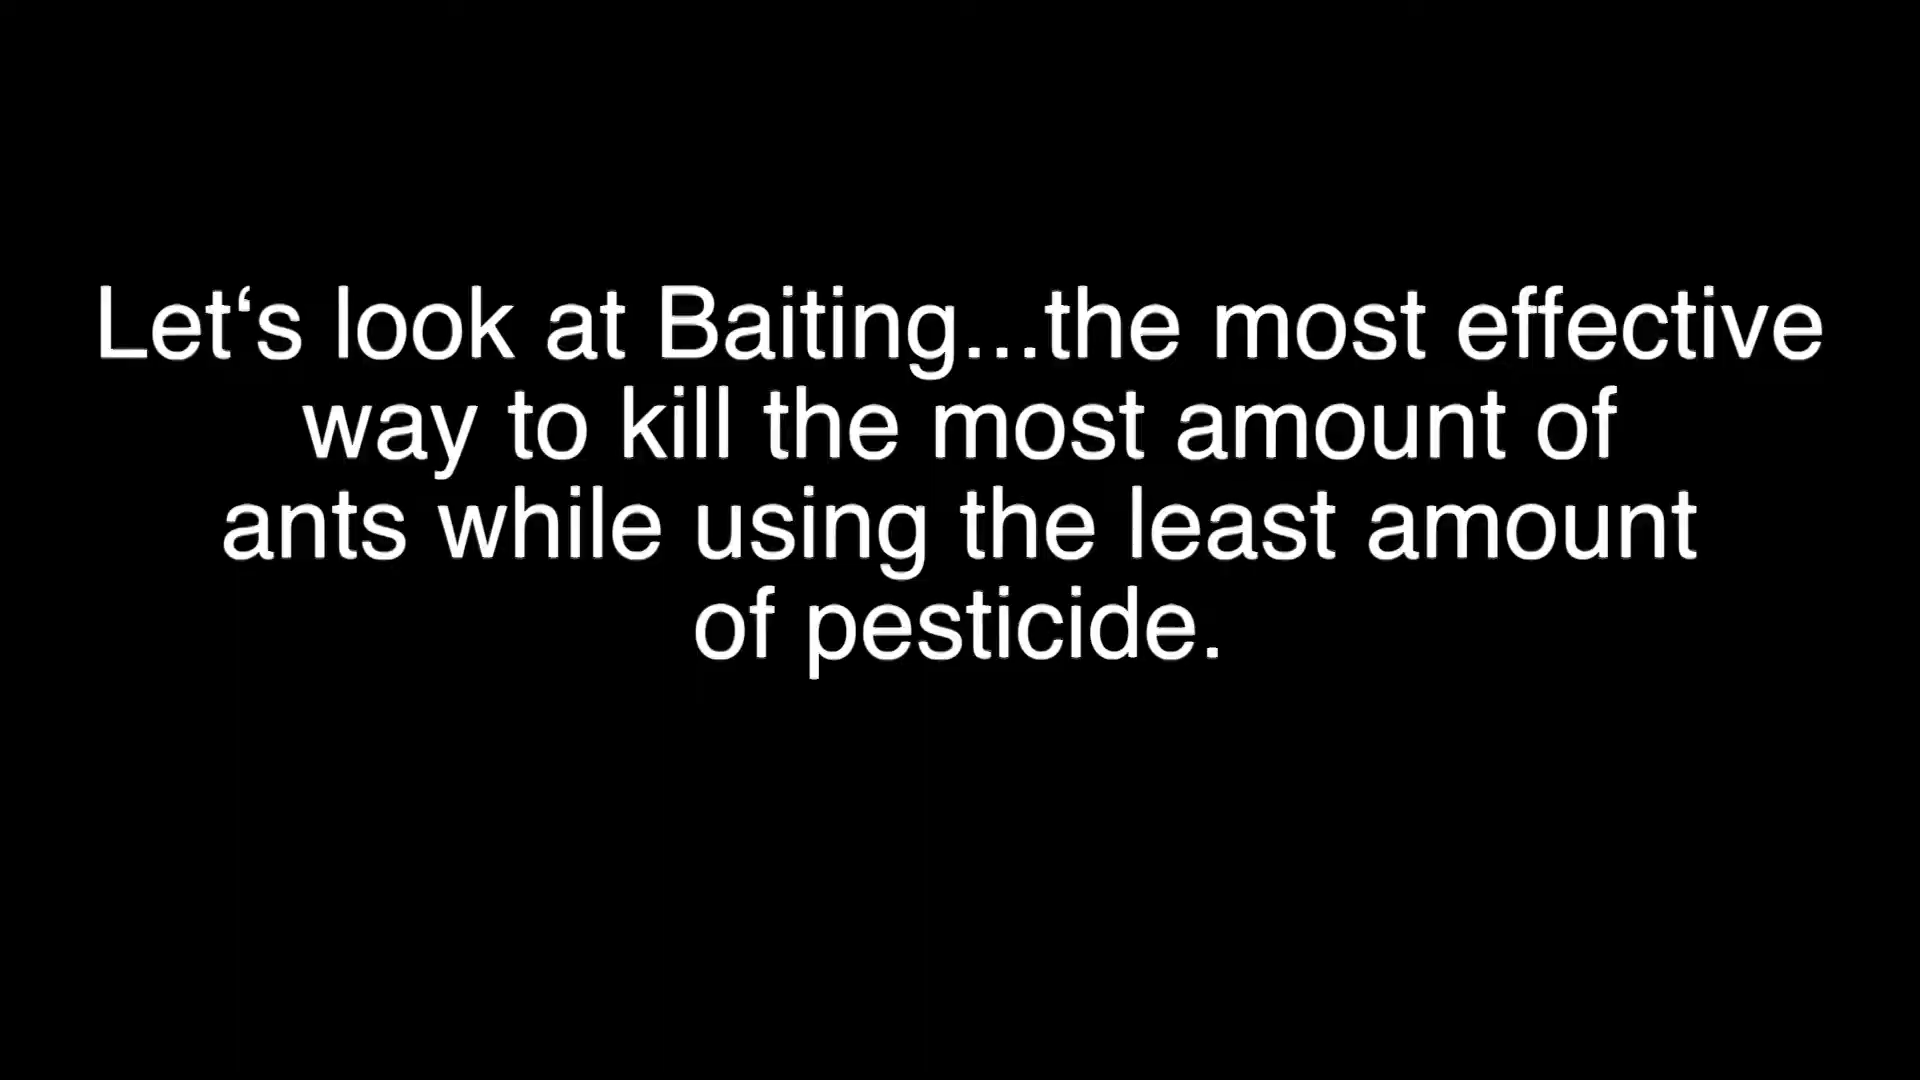 Let‘s look at Baiting...the most effective
way to kill the most amount of
ants while using the least amount
of pesticide.